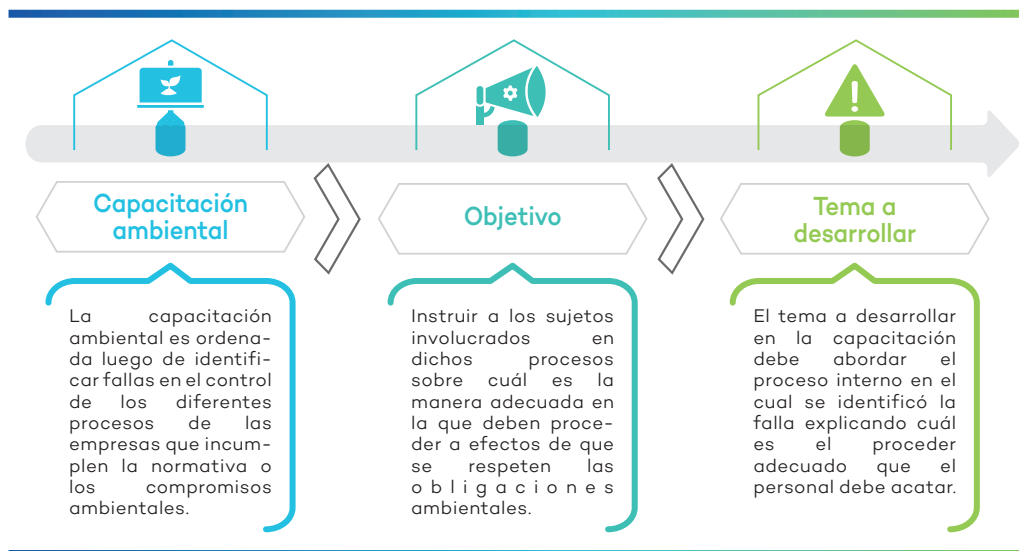 Capacitación
ambiental
La capacitación
ambiental es ordena-
da luego de identifi-
car fallas en el control
de los diferentes
procesos de las
empresas que incum-
plen la normativa o
los compromisos
ambientales.
Objetivo
Instruir a los sujetos
involucrados en
dichos procesos
sobre cuál es la
manera adecuada en
la que deben proce-
der a efectos de que
se respeten las
obligaciones
ambientales.
Tema a
desarrollar
El tema a desarrollar
en la capacitación
debe abordar el
proceso interno en el
cual se identificó la
falla explicando cuál
es el proceder
adecuado que el
personal debe acatar.